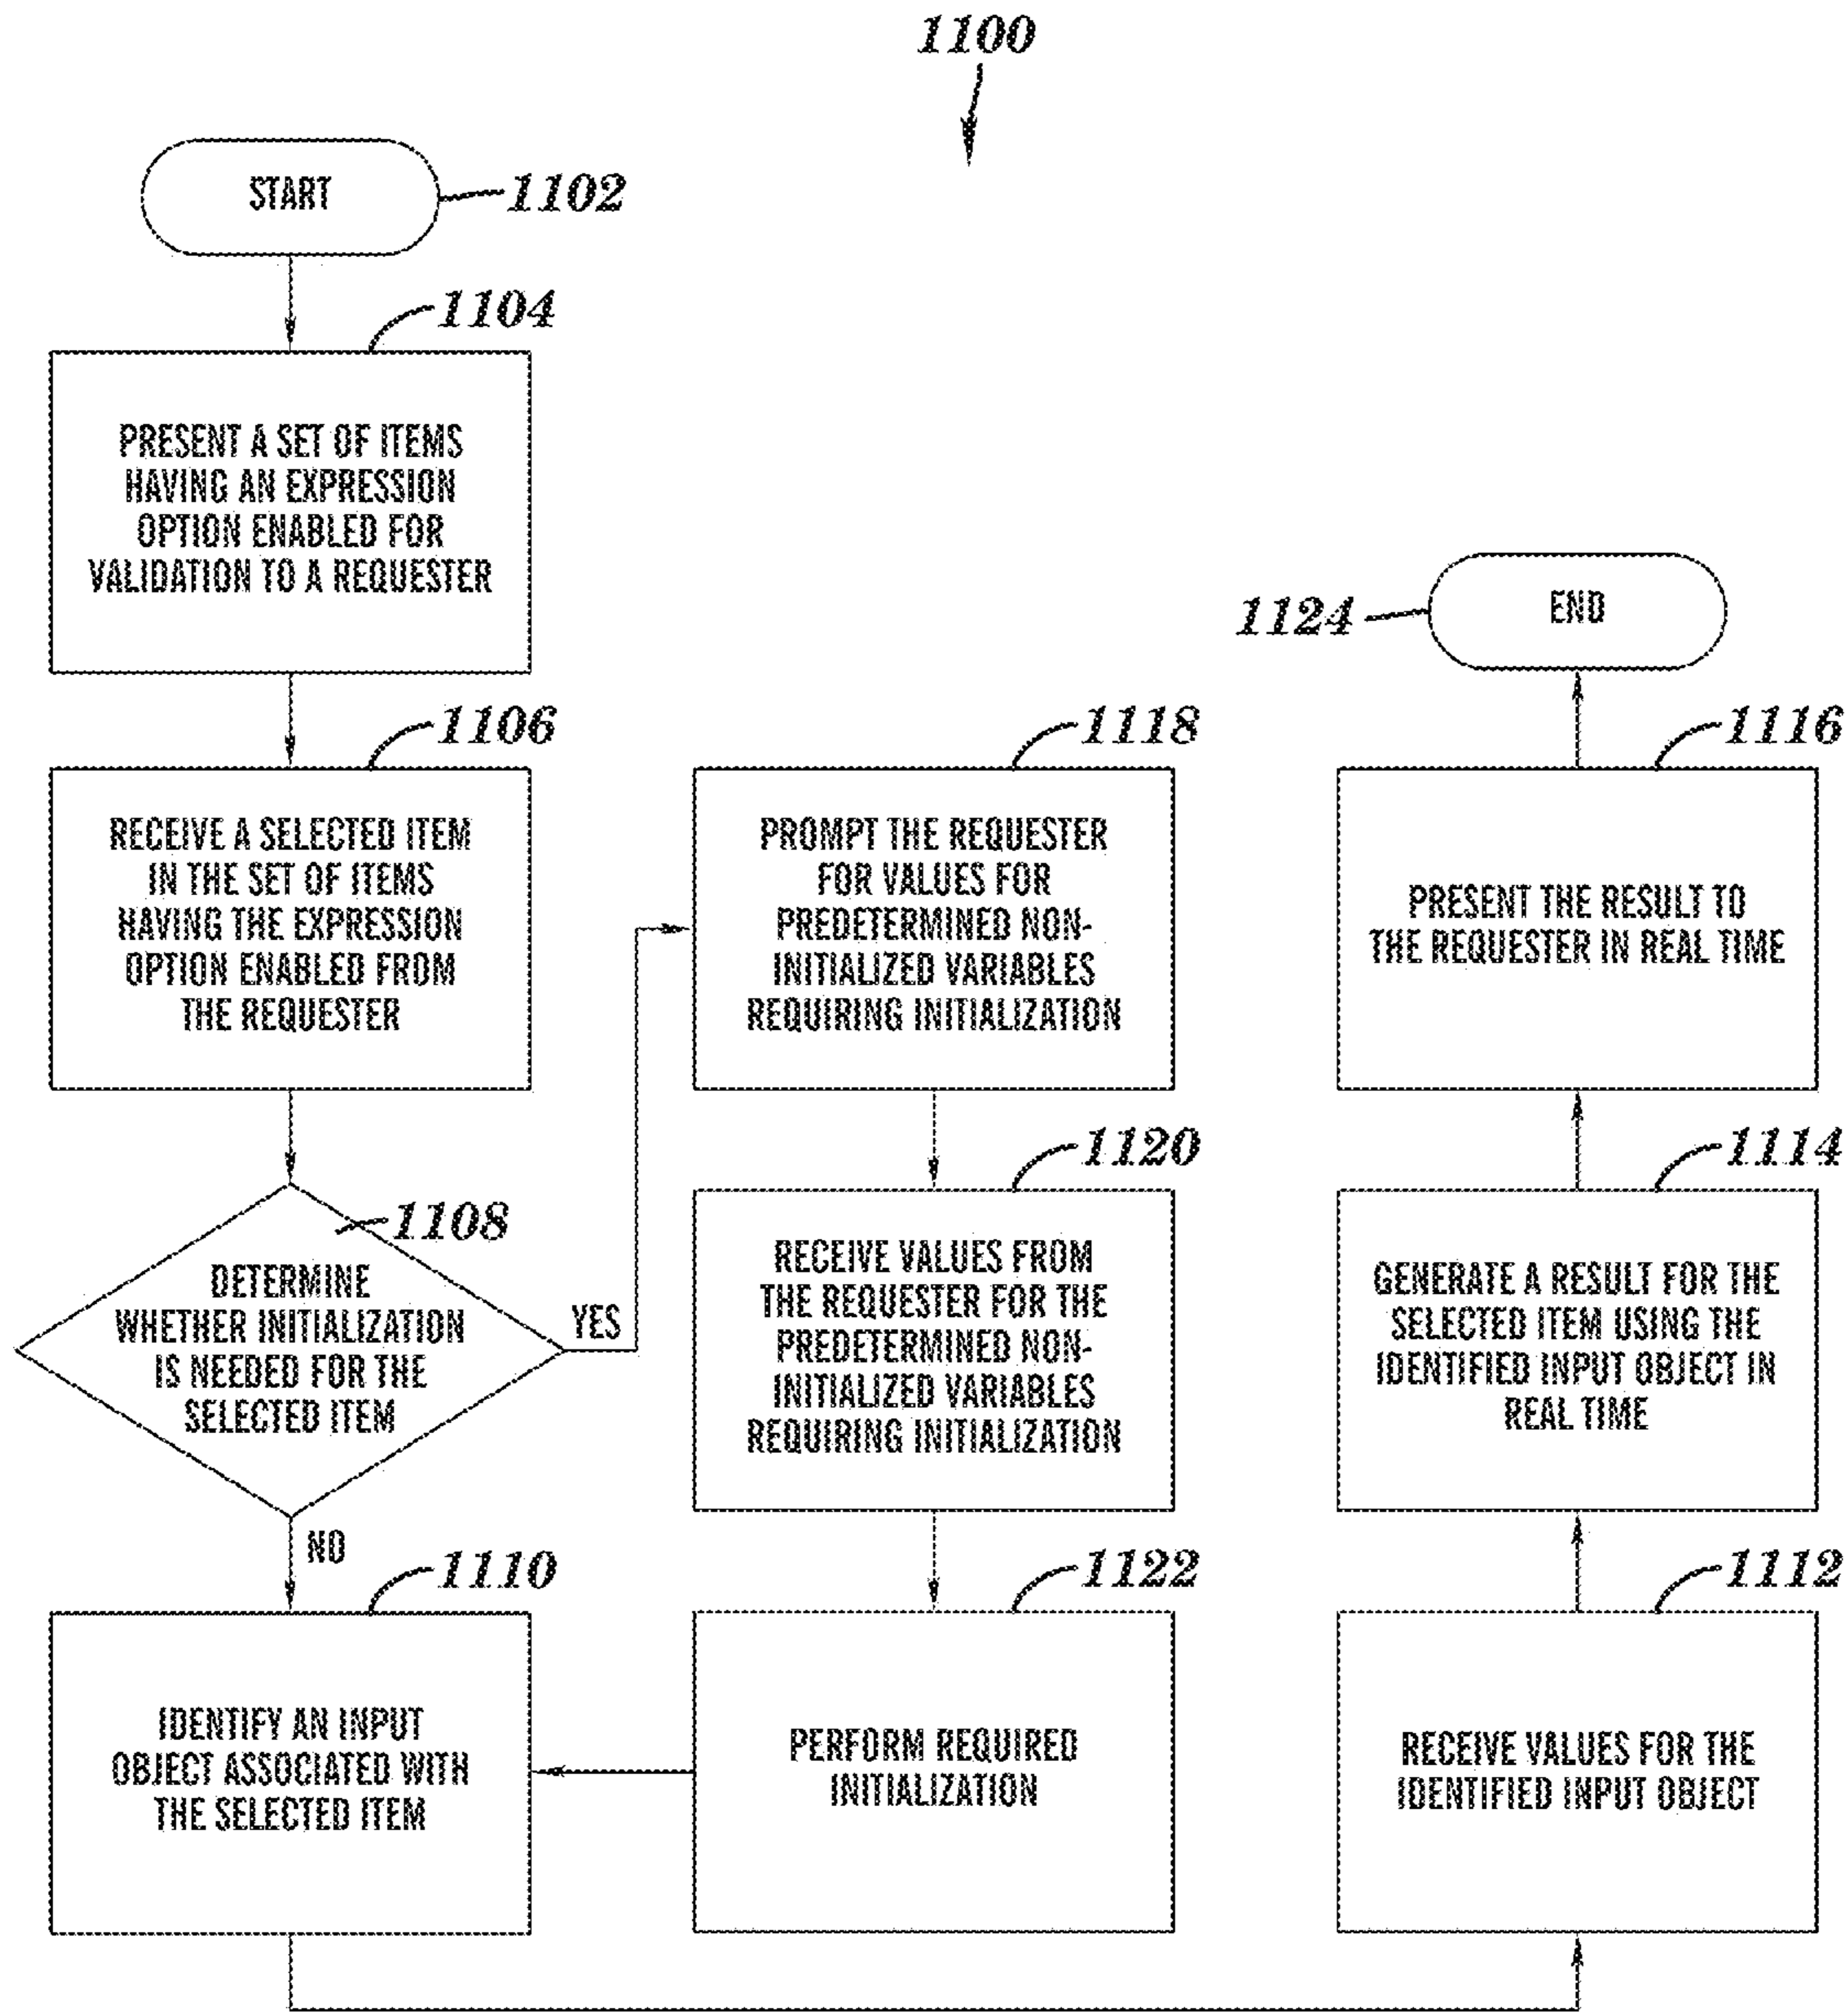 1100
START
1102
1104
PRESENT A SET OF ITEMS
HAVING AN EXPRESSION
OPTION ENABLED FOR
VALIDATION TO A REQUESTER
1106
RECEIVE A SELECTED ITEM
IN THE SET OF ITEMS
HAVING THE EXPRESSION
OPTION ENABLED FROM
THE REQUESTER
1108
DETERMINE
WHETHER INITIALIZATION
IS NEEDED FOR THE
SELECTED ITEM
YES
NO
1110
IDENTIFY AN INPUT
OBJECT ASSOCIATED WITH
THE SELECTED ITEM
1118
PROMPT THE REQUESTER
FOR VALUES FOR
PREDETERMINED NON-
INITIALIZED VARIABLES
REQUIRING INITIALIZATION
1120
RECEIVE VALUES FROM
THE REQUESTER FOR THE
PREDETERMINED NON-
INITIALIZED VARIABLES
REQUIRING INITIALIZATION
1122
PERFORM REQUIRED
INITIALIZATION
1124
END
1116
PRESENT THE RESULT TO
THE REQUESTER IN REAL TIME
1114
GENERATE A RESULT FOR THE
SELECTED ITEM USING THE
IDENTIFIED INPUT OBJECT IN
REAL TIME
1112
RECEIVE VALUES FOR THE
IDENTIFIED INPUT OBJECT